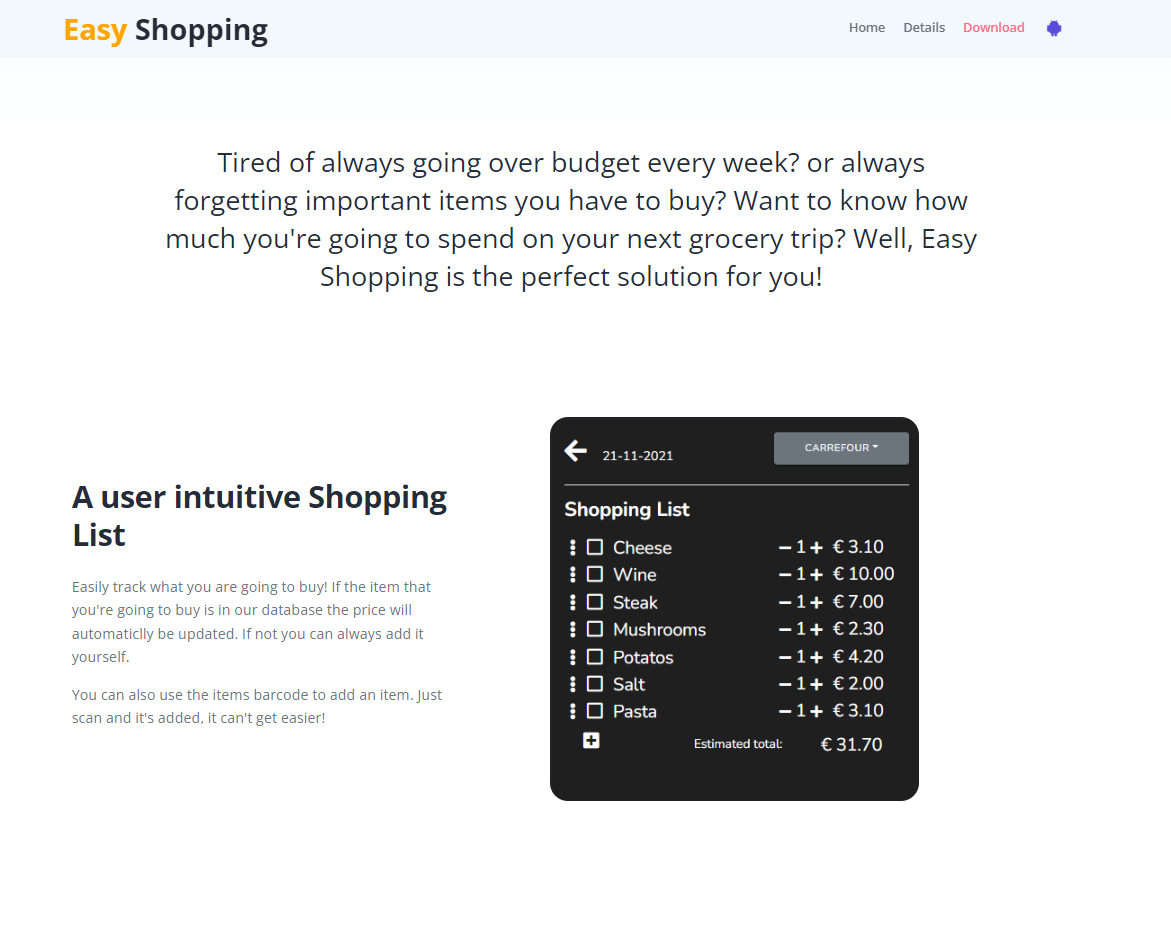 Easy Shopping
Home Details Download
Tired of always going over budget every week? or always
forgetting important items you have to buy? Want to know how
much you're going to spend on your next grocery trip? Well, Easy
Shopping is the perfect solution for you!
A user intuitive Shopping
List
Easily track what you are going to buy! If the item that
you're going to buy is in our database the price will
automaticlly be updated. If not you can always add it
yourself.
You can also use the items barcode to add an item. Just
scan and it's added, it can't get easier!
21-11-2021 CARREFOUR
Shopping List
Cheese 1 € 3.10
Wine 1 € 10.00
Steak 1 € 7.00
Mushrooms 1 € 2.30
Potatos 1 € 4.20
Salt 1 € 2.00
Pasta 1 € 3.10
Estimated total: € 31.70